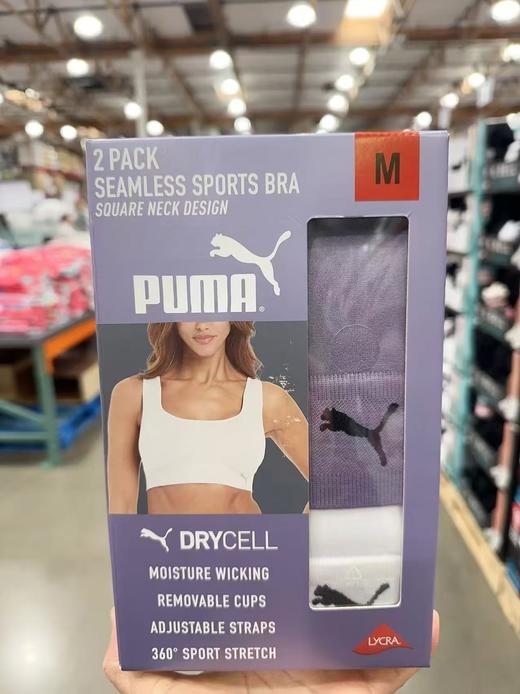 2 PACK
SEAMLESS SPORTS BRA
SQUARE NECK DESIGN
M
PUMA®
DRYCELL
MOISTURE WICKING
REMOVABLE CUPS
ADJUSTABLE STRAPS
360° SPORT STRETCH
LYCRA